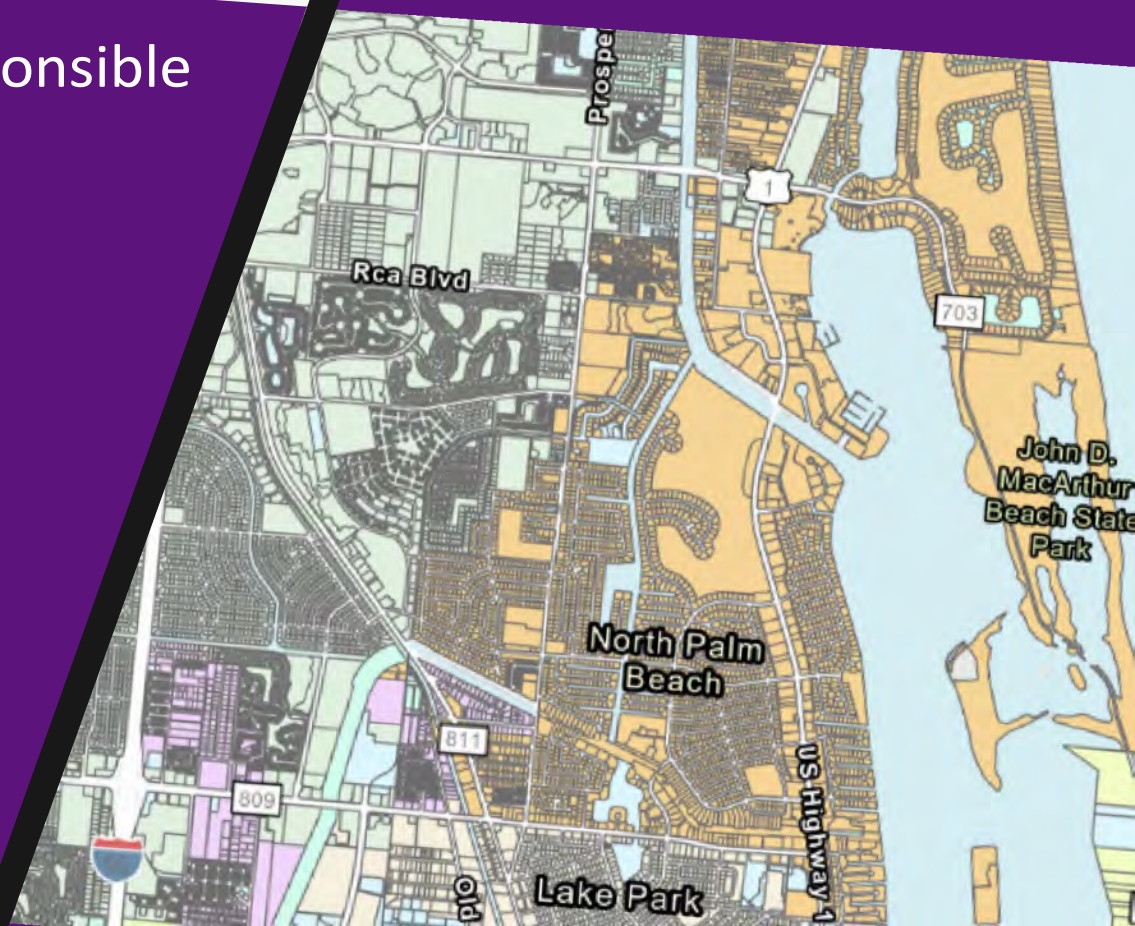 onsible
Prospe
1
Rca Blvd
703
John D.
MacArthur
Beach State
Park
North Palm
Beach
811
US Highway 1
809
Old
Lake Park